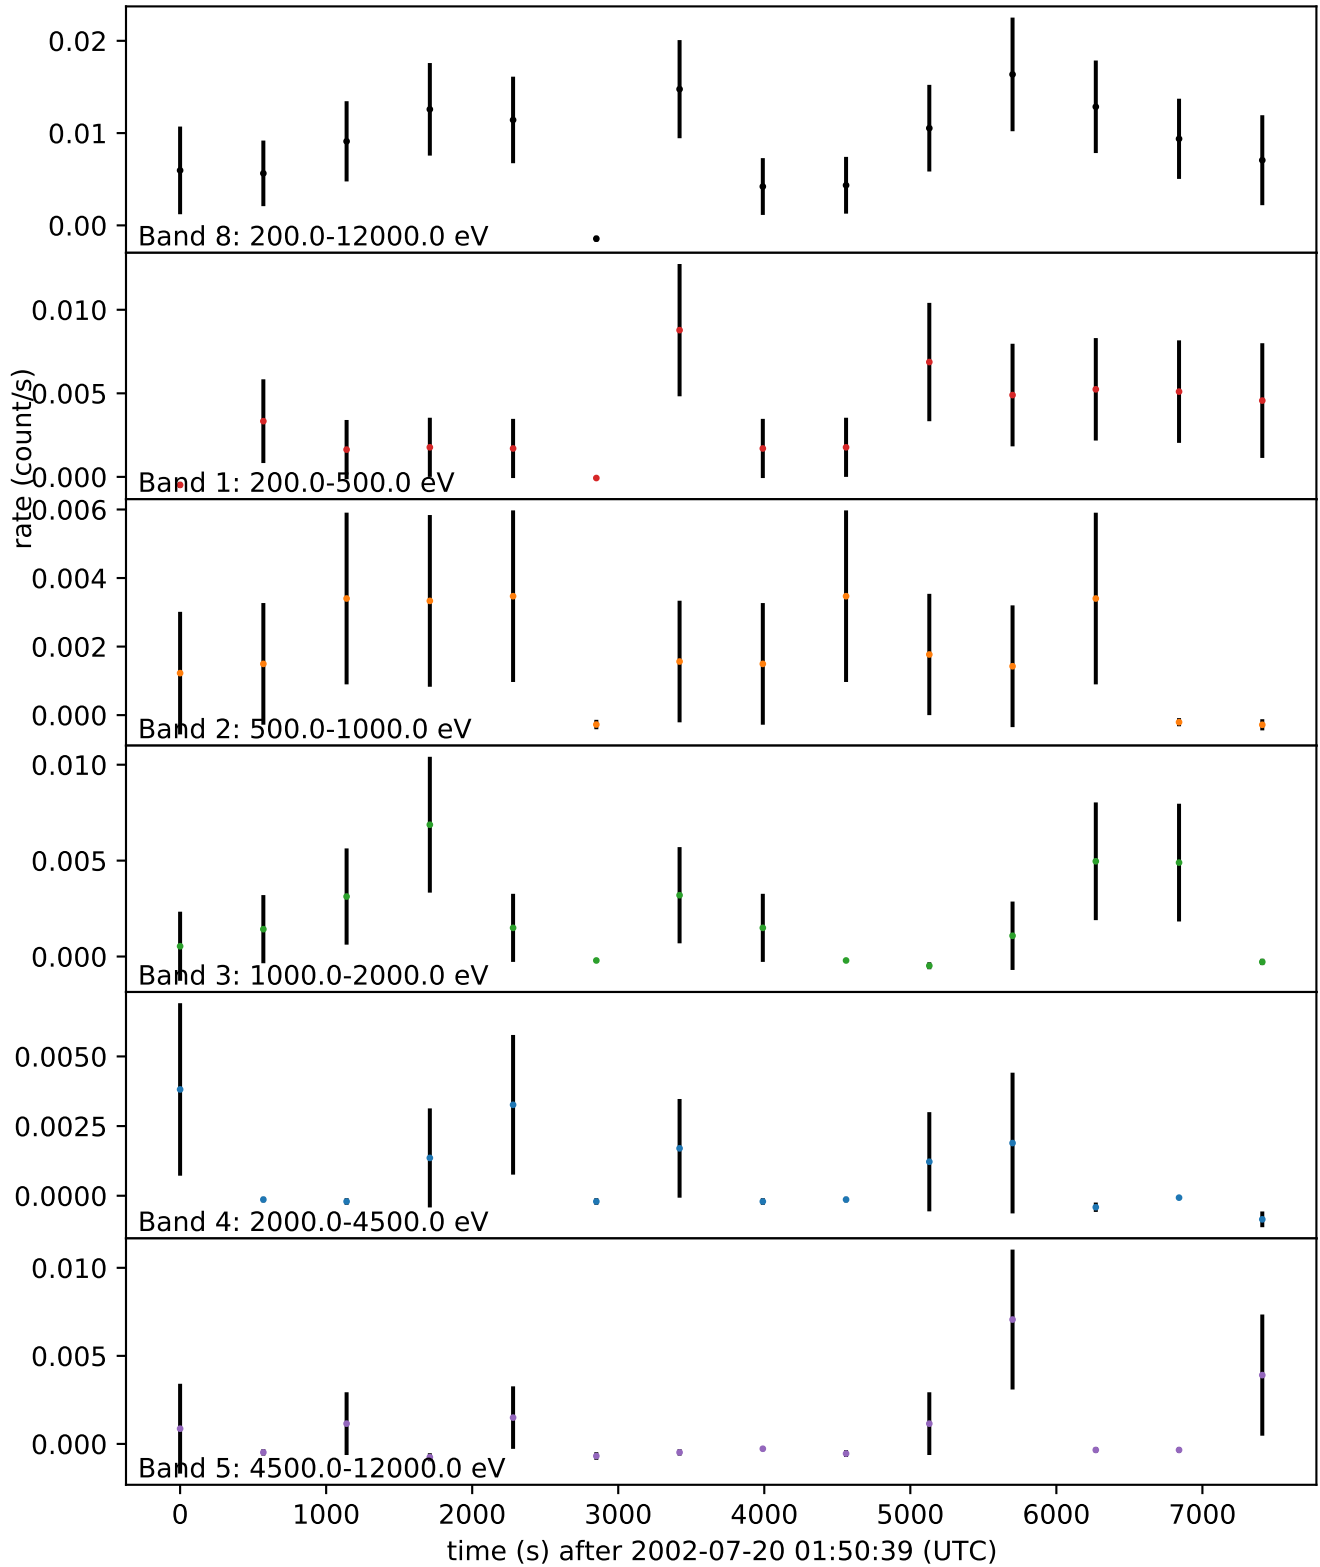 0.02
0.01
0.00
Band 8: 200.0-12000.0 eV
0.010
0.005
0.000
Band 1: 200.0-500.0 eV
rate (count/s)
0.006
0.004
0.002
0.000
Band 2: 500.0-1000.0 eV
0.010
0.005
0.000
Band 3: 1000.0-2000.0 eV
0.0050
0.0025
0.0000
Band 4: 2000.0-4500.0 eV
0.010
0.005
0.000
Band 5: 4500.0-12000.0 eV
0 1000 2000 3000 4000 5000 6000 7000
time (s) after 2002-07-20 01:50:39 (UTC)